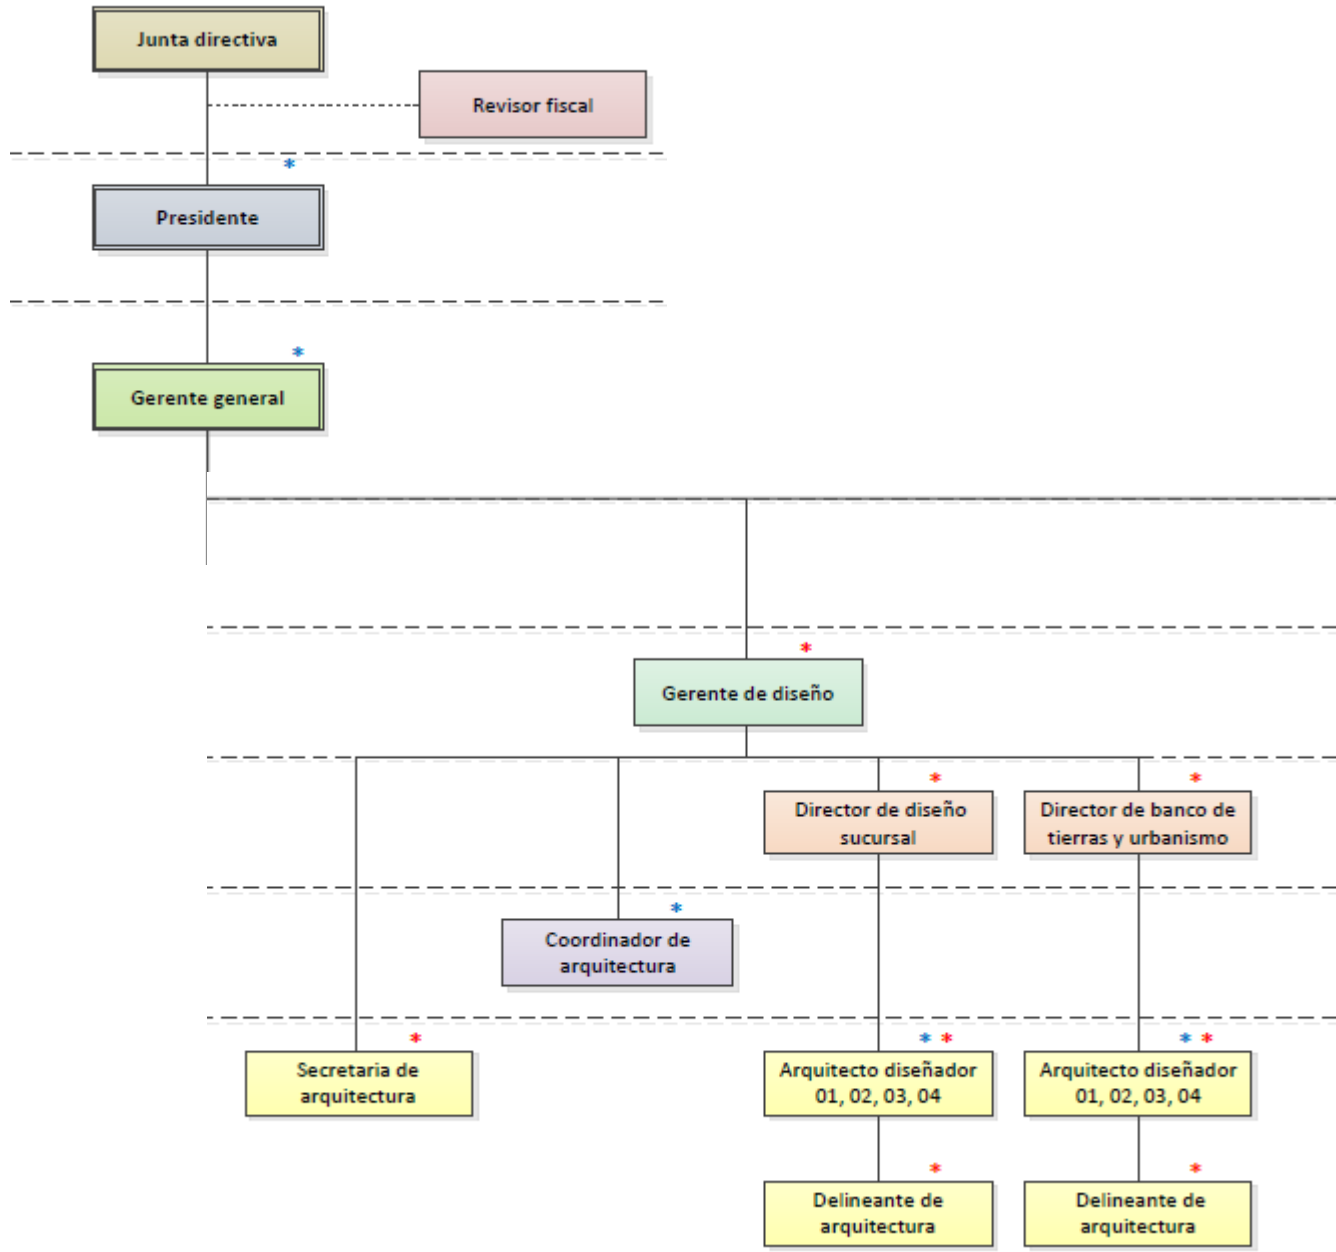 Junta directiva
Revisor fiscal
*
Presidente
*
Gerente general
*
Gerente de diseño
*
*
Director de diseño
sucursal
Director de banco de
tierras y urbanismo
*
Coordinador de
arquitectura
*
* *
* *
Secretaria de
arquitectura
Arquitecto diseñador
01, 02, 03, 04
Arquitecto diseñador
01, 02, 03, 04
*
*
Delineante de
arquitectura
Delineante de
arquitectura